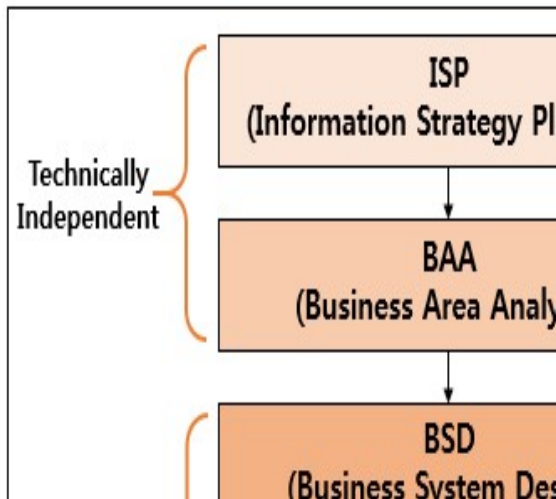 ISP
(Information Strategy Pl
Technically
Independent
BAA
(Business Area Analy
BSD
(Business System Des